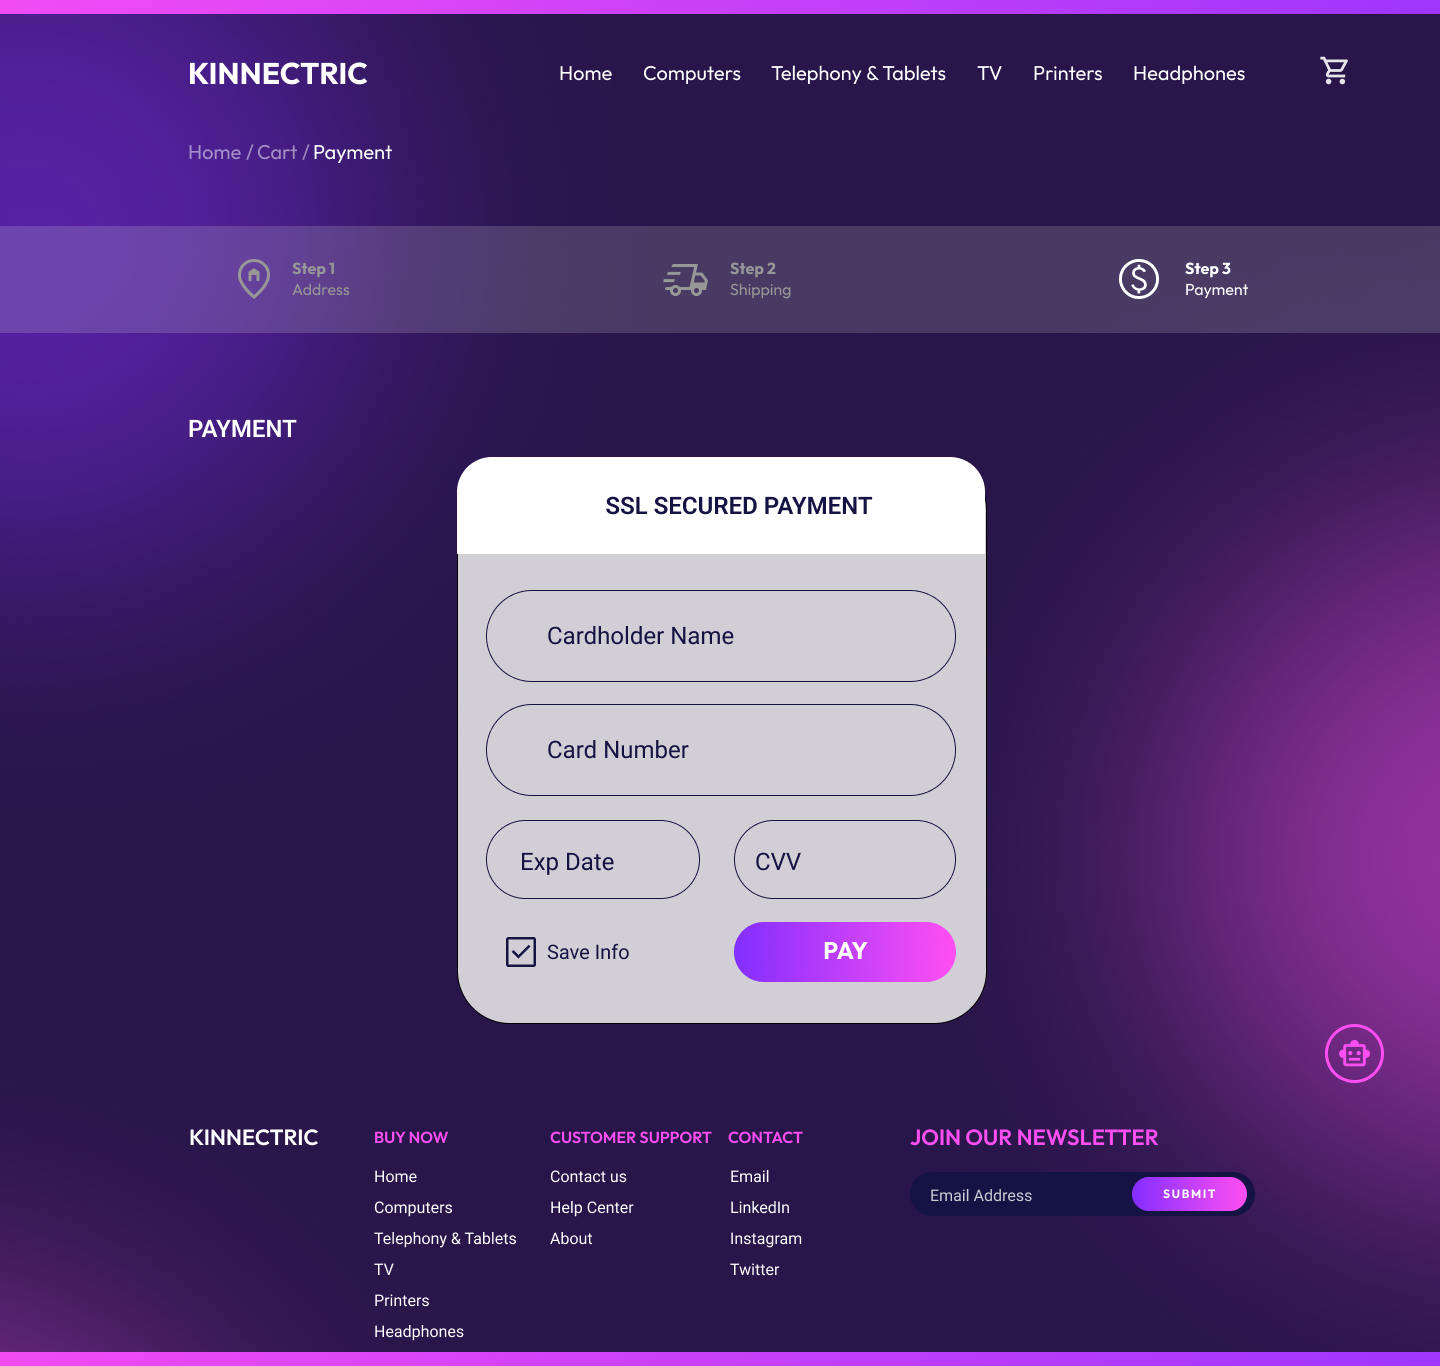 KINNECTRIC
Home Computers Telephony & Tablets TV Printers Headphones
Home / Cart / Payment
Step 1
Address
Step 2
Shipping
Step 3
Payment
PAYMENT
SSL SECURED PAYMENT
Cardholder Name
Card Number
Exp Date
CVV
Save Info
PAY
KINNECTRIC
BUY NOW
Home
Computers
Telephony & Tablets
TV
Printers
Headphones
CUSTOMER SUPPORT
Contact us
Help Center
About
CONTACT
Email
LinkedIn
Instagram
Twitter
JOIN OUR NEWSLETTER
Email Address
SUBMIT